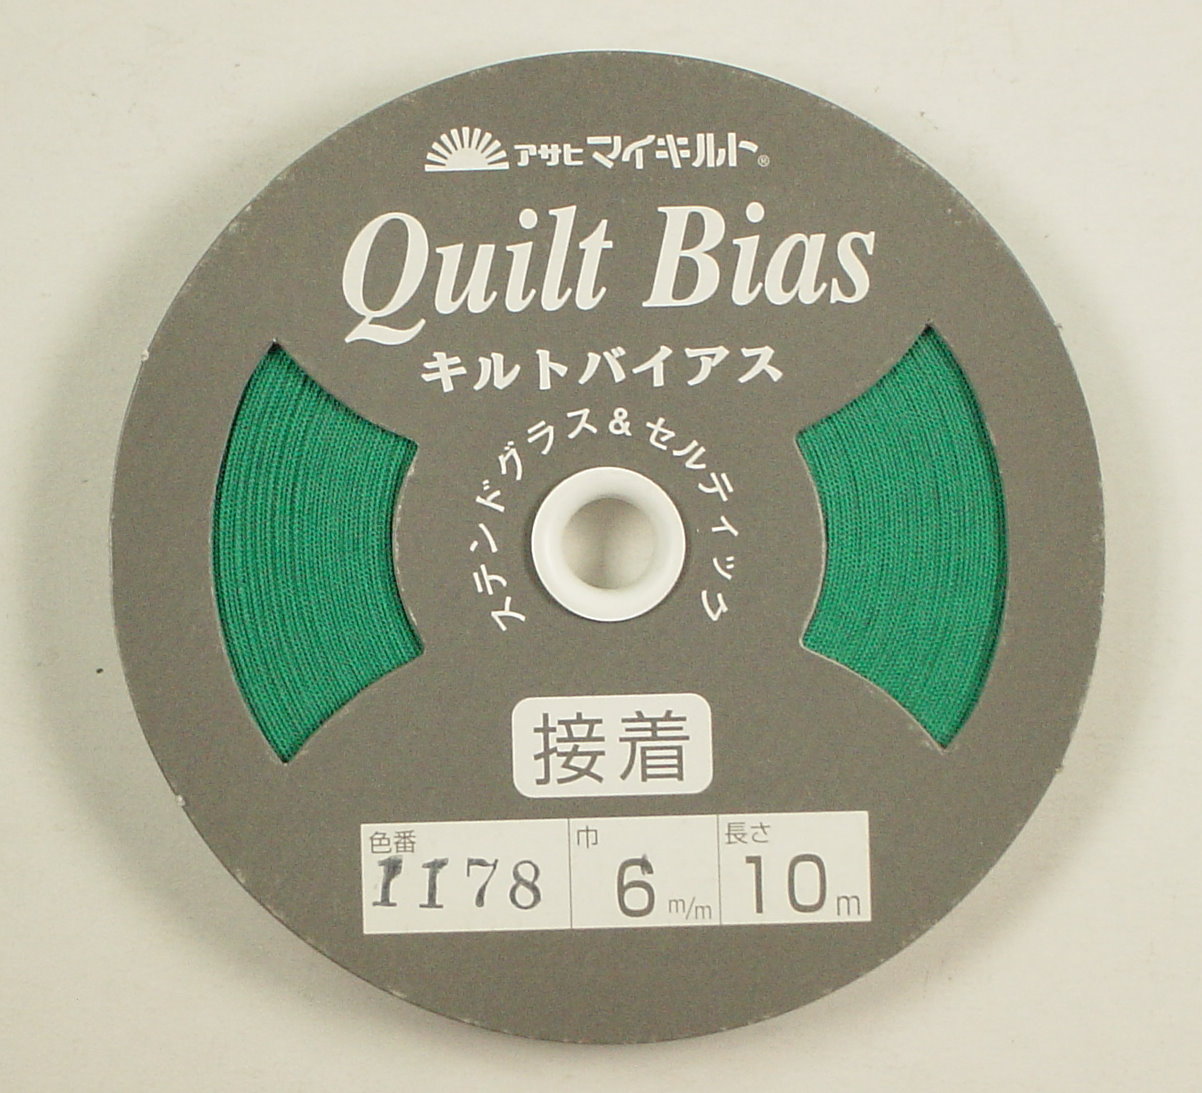 アサヒマイキルト®
Quilt Bias
キルトバイアス
ステンドグラス&セルティック
接着
色番 巾 長さ
1178 6 m/m 10 m